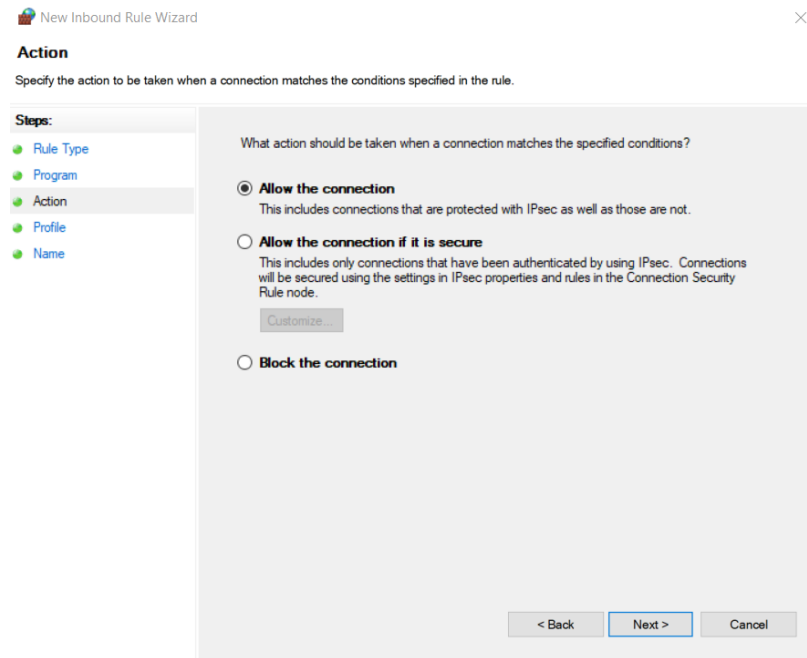 New Inbound Rule Wizard
Action
Specify the action to be taken when a connection matches the conditions specified in the rule.
Steps:
Rule Type
Program
Action
Profile
Name
What action should be taken when a connection matches the specified conditions?
Allow the connection
This includes connections that are protected with IPsec as well as those are not.
Allow the connection if it is secure
This includes only connections that have been authenticated by using IPsec. Connections
will be secured using the settings in IPsec properties and rules in the Connection Security
Rule node.
Customize...
Block the connection
< Back
Next >
Cancel